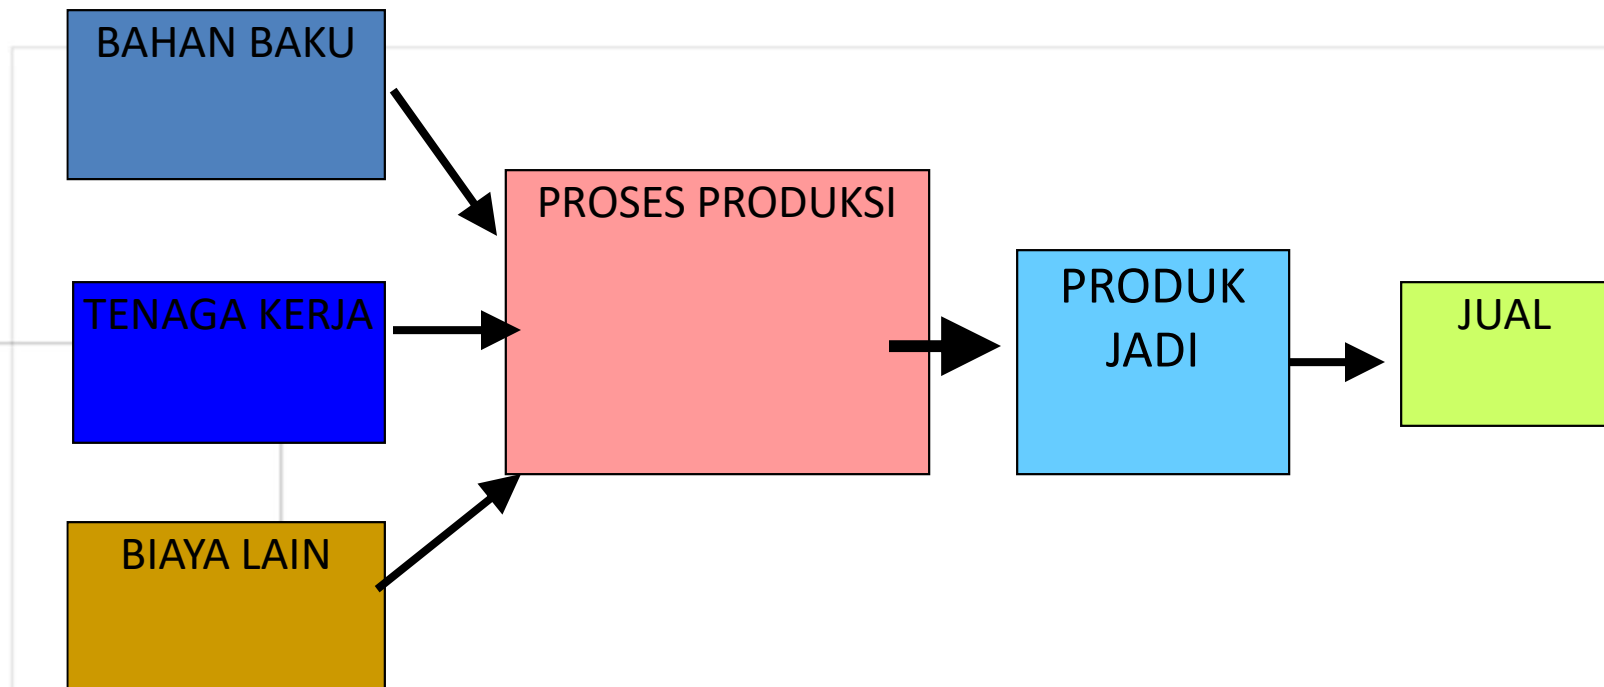 BAHAN BAKU
PROSES PRODUKSI
TENAGA KERJA
PRODUK
JADI
JUAL
BIAYA LAIN